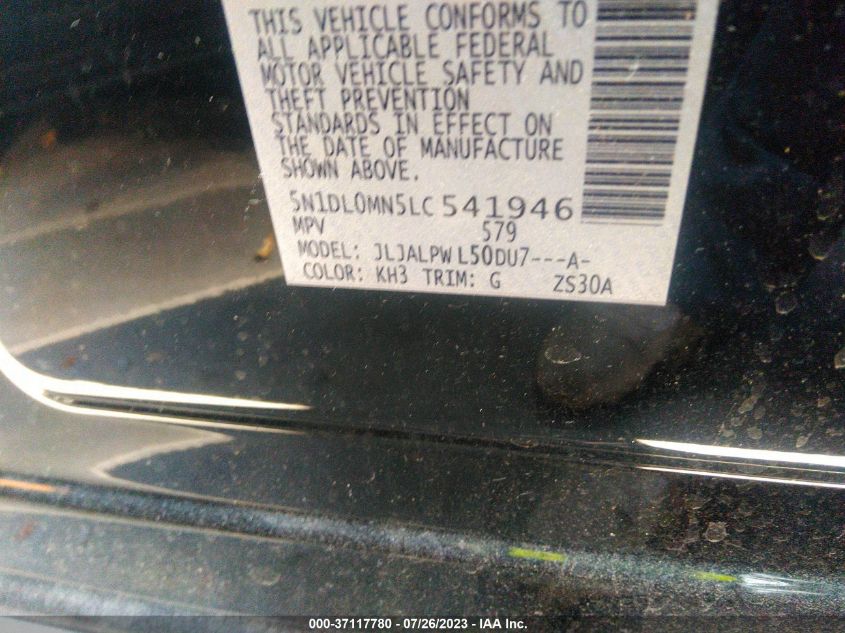 THIS VEHICLE CONFORMS TO
ALL APPLICABLE FEDERAL
MOTOR VEHICLE SAFETY AND
THEFT PREVENTION
STANDARDS IN EFFECT ON
THE DATE OF MANUFACTURE
SHOWN ABOVE.
5N1DL0MN5LC541946
MPV 579
MODEL: JLJALPWL50DU7---A-
COLOR: KH3 TRIM: G ZS30A
000-37117780 - 07/26/2023 - IAA Inc.